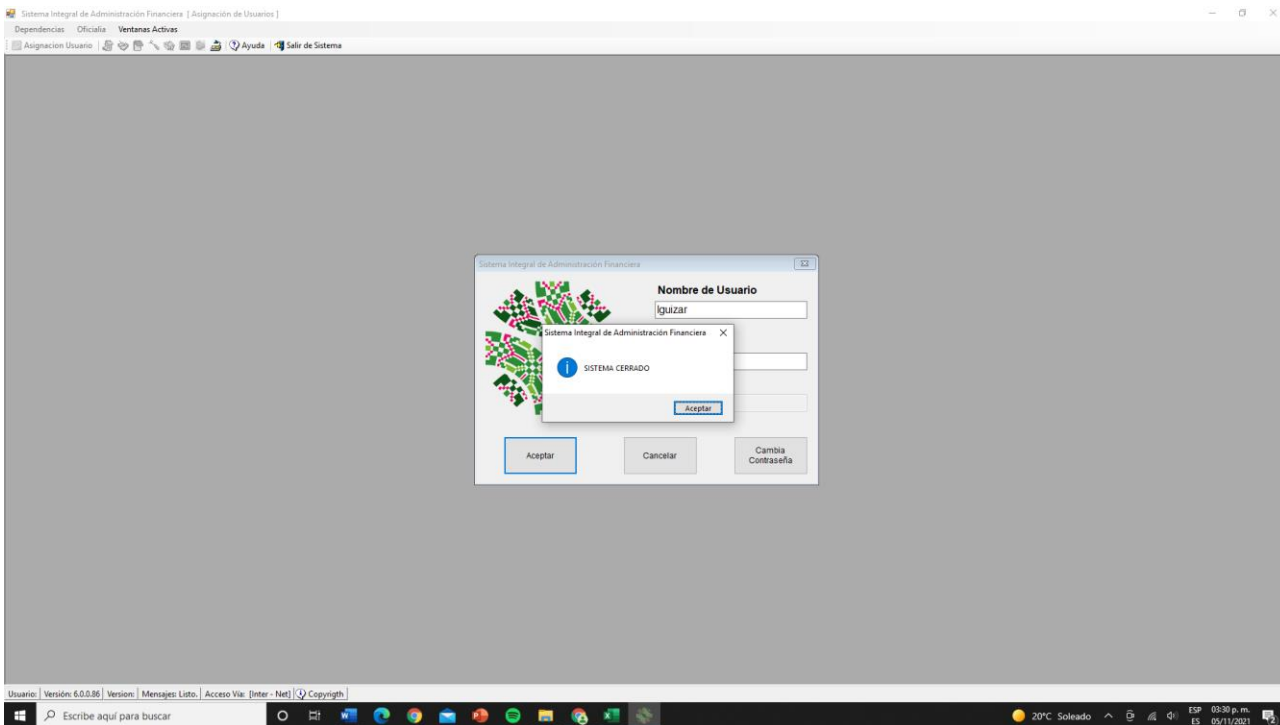 Sistema Integral de Administración Financiera [ Asignación de Usuarios ]
Dependencias Oficialia Ventanas Activas
Asignacion Usuario Ayuda Salir de Sistema
Sistema Integral de Administración Financiera
Nombre de Usuario
lguizar
Sistema Integral de Administración Financiera
SISTEMA CERRADO
Aceptar
Aceptar Cancelar Cambia
Contraseña
Usuario: Versión: 6.0.0.86 Version: Mensajes: Listo. Acceso Vía: [Inter - Net] Copyrigth
Escribe aquí para buscar 20°C Soleado ESP 03:30 p. m.
ES 05/11/2021